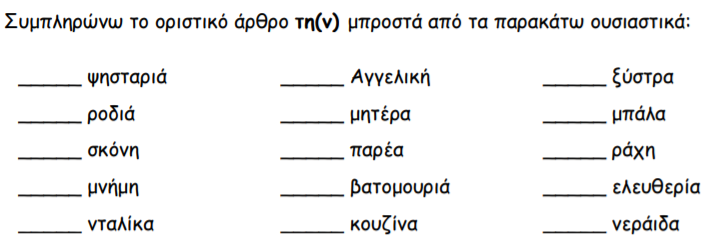 Συμπληρώνω το οριστικό άρθρο τη(ν) μπροστά από τα παρακάτω ουσιαστικά:
______ ψησταριά ______ Αγγελική ______ ξύστρα
______ ροδιά ______ μητέρα ______ μπάλα
______ σκόνη ______ παρέα ______ ράχη
______ μνήμη ______ βατομουριά ______ ελευθερία
______ νταλίκα ______ κουζίνα ______ νεράιδα